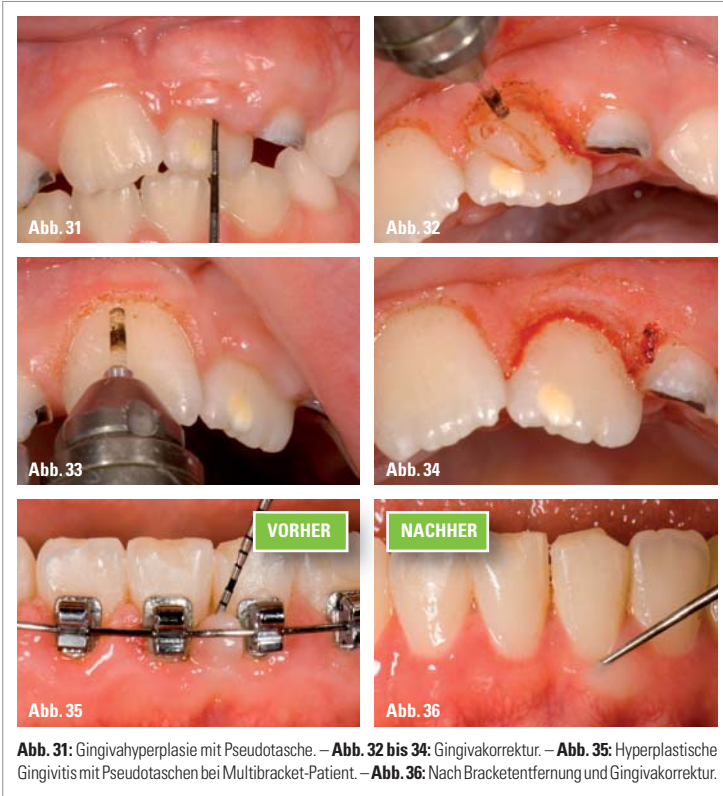 Abb. 31
Abb. 32
Abb. 33
Abb. 34
VORHER
Abb. 35
NACHHER
Abb. 36
Abb. 31: Gingivahyperplasie mit Pseudotasche. – Abb. 32 bis 34: Gingivakorrektur. – Abb. 35: Hyperplastische
Gingivitis mit Pseudotaschen bei Multibracket-Patient. – Abb. 36: Nach Bracketentfernung und Gingivakorrektur.